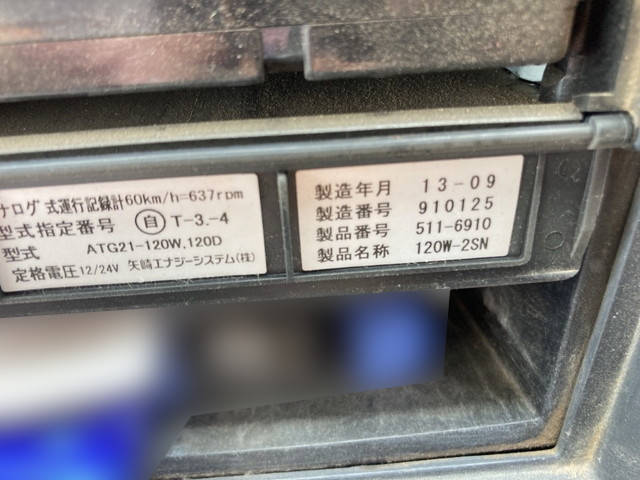 ナログ式運行記録計60km/h=637rpm
型式指定番号 自 T-3.-4
型式 ATG21-120W,120D
定格電圧12/24V 矢崎エナジーシステム(株)
製造年月 13-09
製造番号 910125
製品番号 511-6910
製品名称 120W-2SN